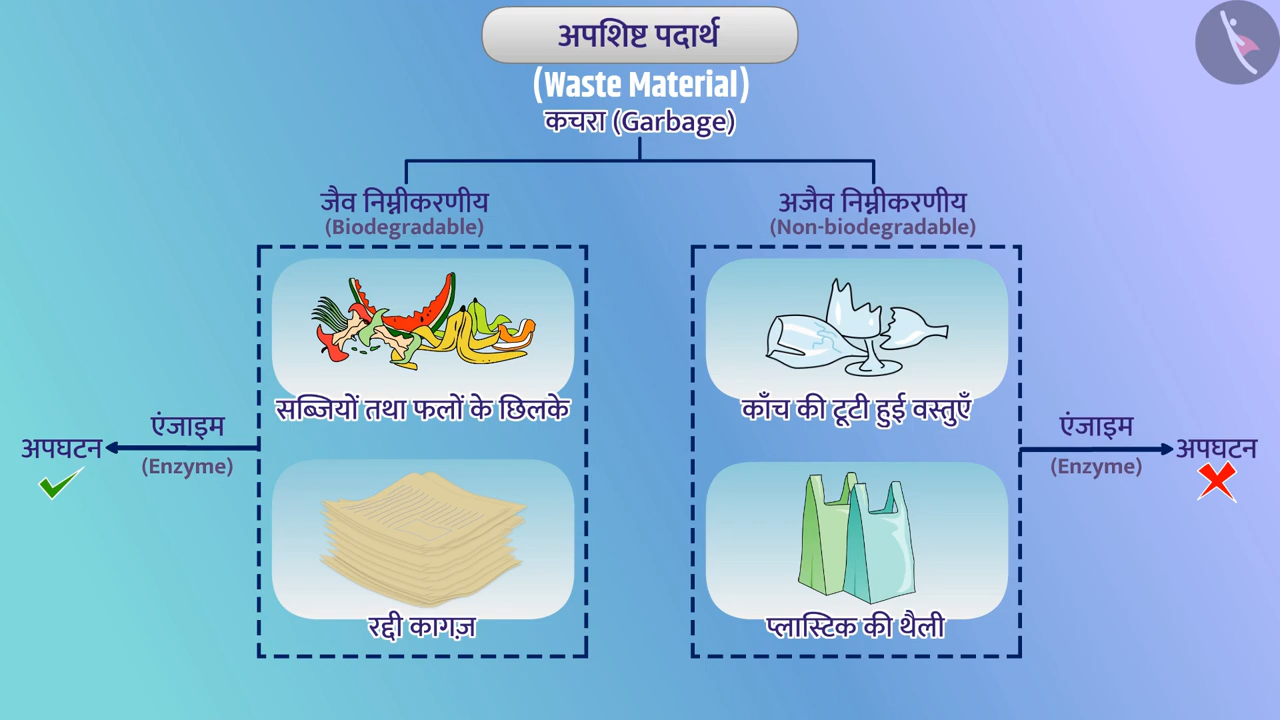 अपशिष्ट पदार्थ
(Waste Material)
कचरा (Garbage)
जैव निम्नीकरणीय
(Biodegradable)
सब्जियों तथा फलों के छिलके
रद्दी कागज़
एंजाइम
(Enzyme)
अपघटन
अजैव निम्नीकरणीय
(Non-biodegradable)
काँच की टूटी हुई वस्तुएँ
प्लास्टिक की थैली
एंजाइम
(Enzyme)
अपघटन